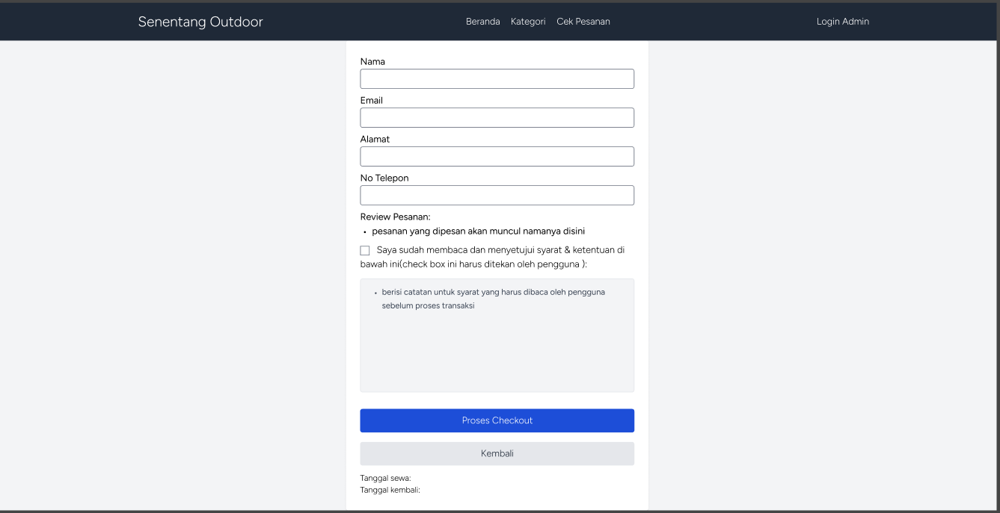 Senentang Outdoor
Beranda Kategori Cek Pesanan
Login Admin
Nama
Email
Alamat
No Telepon
Review Pesanan:
• pesanan yang dipesan akan muncul namanya disini
Saya sudah membaca dan menyetujui syarat & ketentuan di
bawah ini(check box ini harus ditekan oleh pengguna ):
• berisi catatan untuk syarat yang harus dibaca oleh pengguna
sebelum proses transaksi
Proses Checkout
Kembali
Tanggal sewa:
Tanggal kembali: